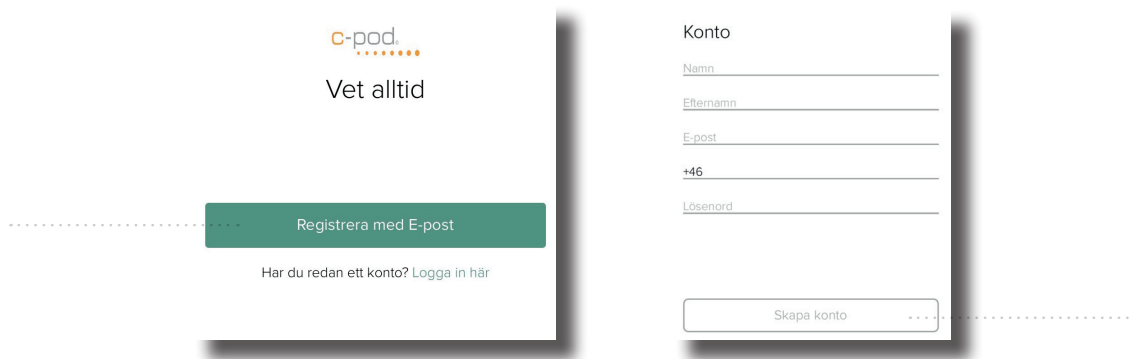 c-pod®
Vet alltid
Registrera med E-post
Har du redan ett konto? Logga in här
Konto
Namn
Efternamn
E-post
+46
Lösenord
Skapa konto